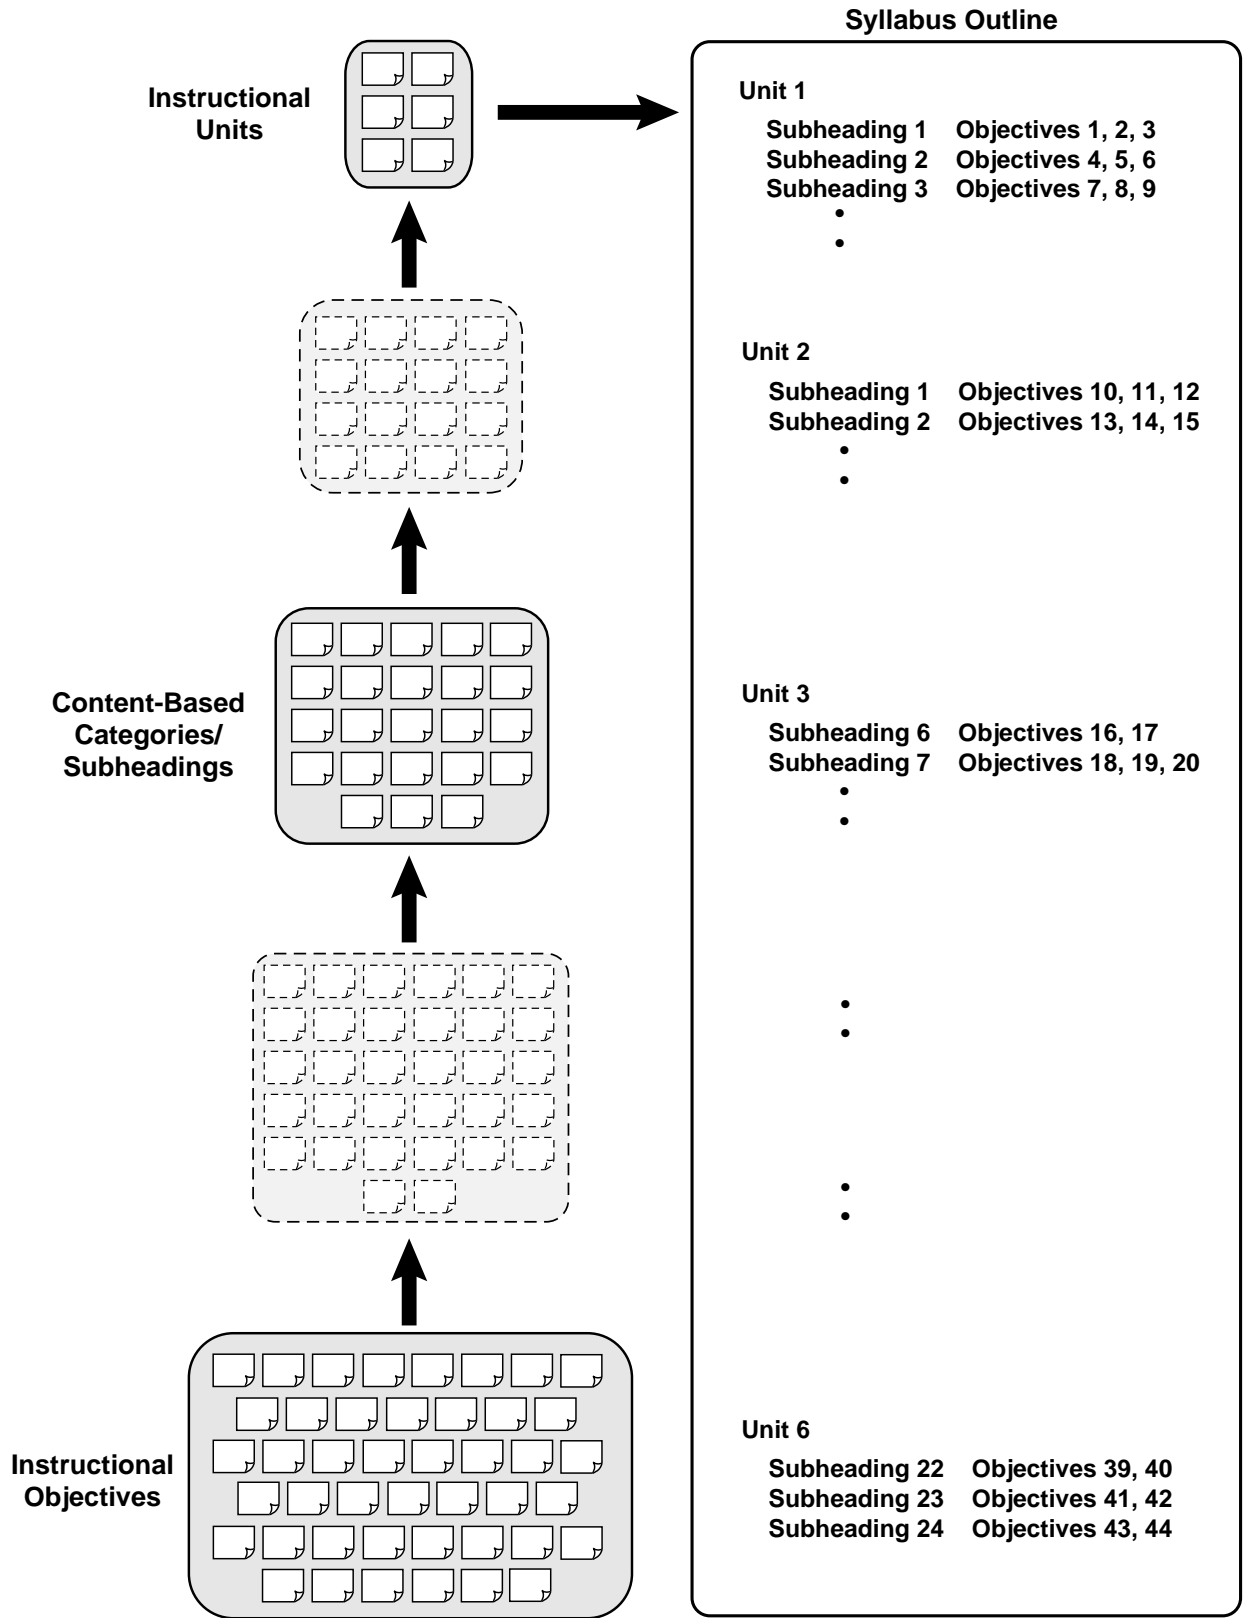 Syllabus Outline
Instructional
Units
Unit 1
Subheading 1 Objectives 1, 2, 3
Subheading 2 Objectives 4, 5, 6
Subheading 3 Objectives 7, 8, 9
•
•
Unit 2
Subheading 1 Objectives 10, 11, 12
Subheading 2 Objectives 13, 14, 15
•
•
Content-Based
Categories/
Subheadings
Unit 3
Subheading 6 Objectives 16, 17
Subheading 7 Objectives 18, 19, 20
•
•
•
•
•
•
Instructional
Objectives
Unit 6
Subheading 22 Objectives 39, 40
Subheading 23 Objectives 41, 42
Subheading 24 Objectives 43, 44